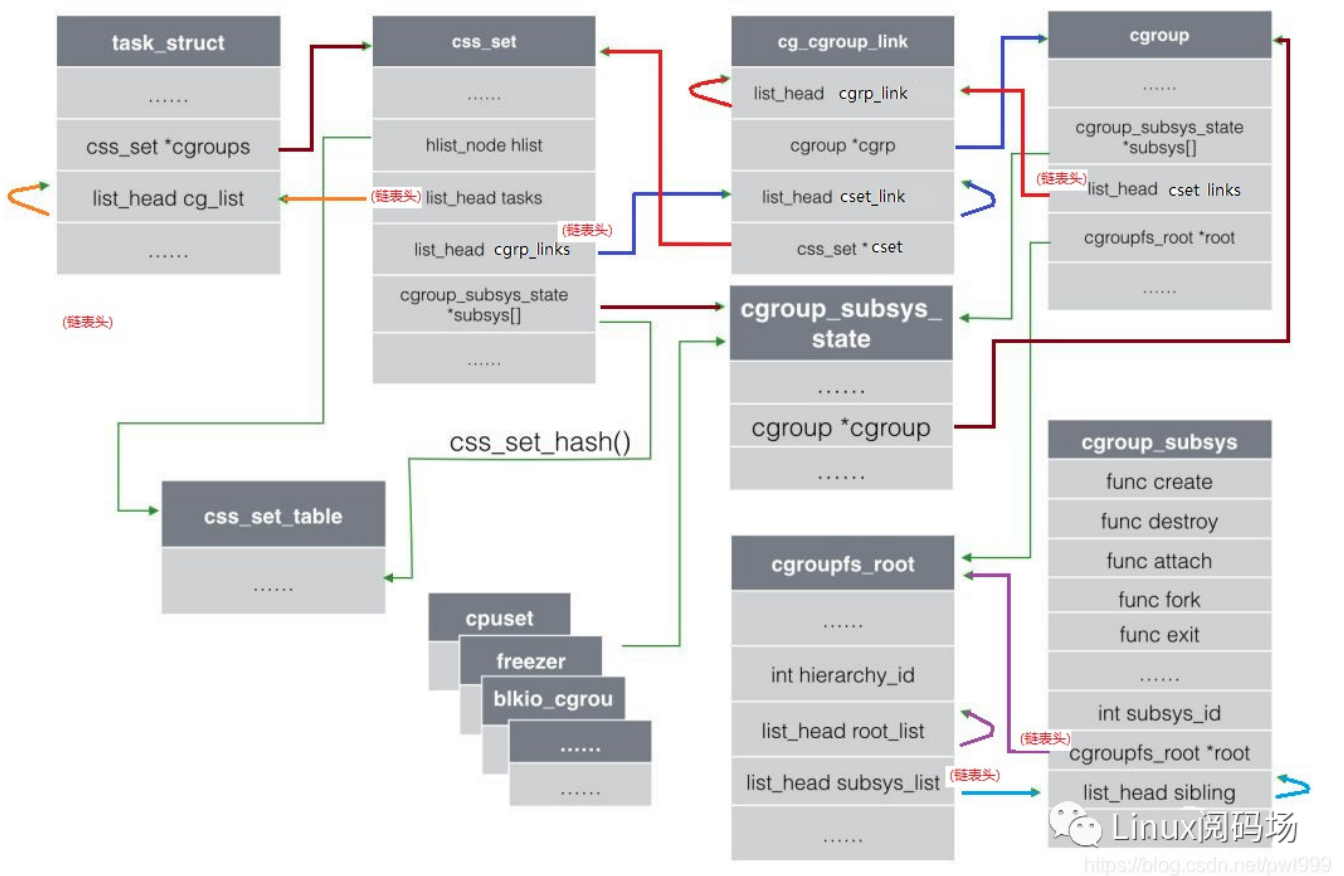 task_struct
......
css_set *cgroups
list_head cg_list
......
(链表头)
css_set
......
hlist_node hlist
(链表头)
list_head tasks
(链表头)
list_head cgrp_links
cgroup_subsys_state
*subsys[]
......
cg_cgroup_link
list_head cgrp_link
cgroup *cgrp
list_head cset_link
css_set * cset
cgroup
......
cgroup_subsys_state
*subsys[]
(链表头)
list_head cset links
cgroupfs_root *root
......
cgroup_subsys_
state
......
cgroup *cgroup
......
css_set_hash()
css_set_table
......
cpuset
freezer
blkio_cgrou
......
......
cgroupfs_root
......
int hierarchy_id
list_head root_list
list_head subsys_list
(链表头)
......
cgroup_subsys
func create
func destroy
func attach
func fork
func exit
......
int subsys_id
(链表头)
cgroupfs_root *root
list_head sibling
Linux阅码场
https://blog.csdn.net/pwl999